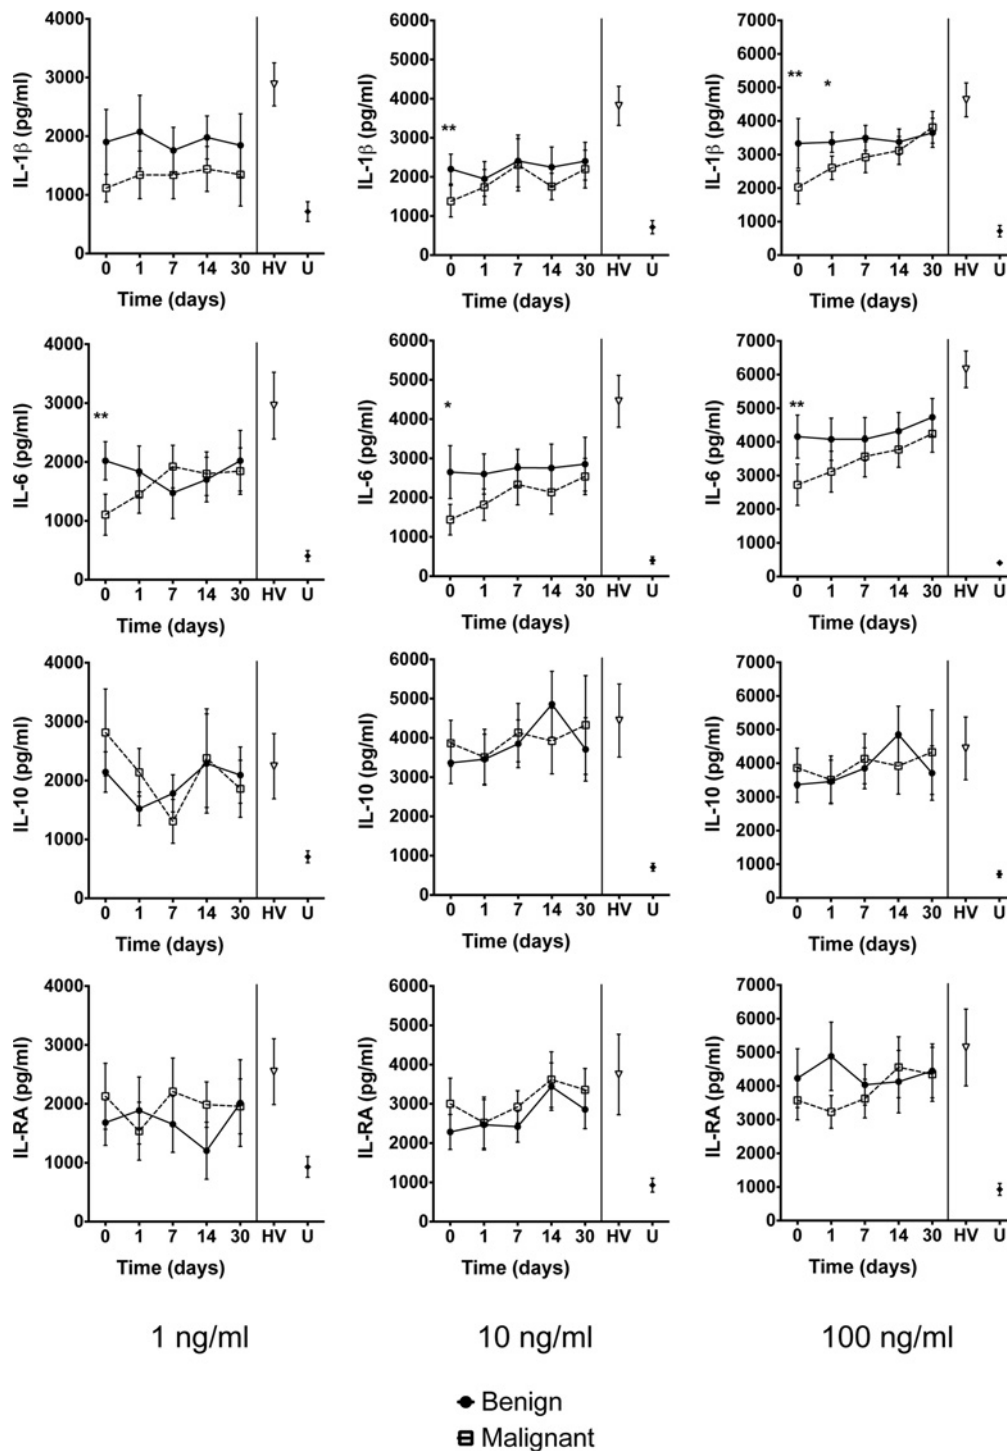 4000
3000
2000
1000
0
IL-1β (pg/ml)
0 1 7 14 30 HV U
Time (days)
6000
5000
4000
3000
2000
1000
0
IL-1β (pg/ml)
**
0 1 7 14 30 HV U
Time (days)
7000
6000
5000
4000
3000
2000
1000
0
IL-1β (pg/ml)
** *
0 1 7 14 30 HV U
Time (days)
4000
3000
2000
1000
0
IL-6 (pg/ml)
**
0 1 7 14 30 HV U
Time (days)
6000
5000
4000
3000
2000
1000
0
IL-6 (pg/ml)
*
0 1 7 14 30 HV U
Time (days)
7000
6000
5000
4000
3000
2000
1000
0
IL-6 (pg/ml)
**
0 1 7 14 30 HV U
Time (days)
4000
3000
2000
1000
0
IL-10 (pg/ml)
0 1 7 14 30 HV U
Time (days)
6000
5000
4000
3000
2000
1000
0
IL-10 (pg/ml)
0 1 7 14 30 HV U
Time (days)
7000
6000
5000
4000
3000
2000
1000
0
IL-10 (pg/ml)
0 1 7 14 30 HV U
Time (days)
4000
3000
2000
1000
0
IL-RA (pg/ml)
0 1 7 14 30 HV U
Time (days)
6000
5000
4000
3000
2000
1000
0
IL-RA (pg/ml)
0 1 7 14 30 HV U
Time (days)
7000
6000
5000
4000
3000
2000
1000
0
IL-RA (pg/ml)
0 1 7 14 30 HV U
Time (days)
1 ng/ml 10 ng/ml 100 ng/ml
Benign
Malignant